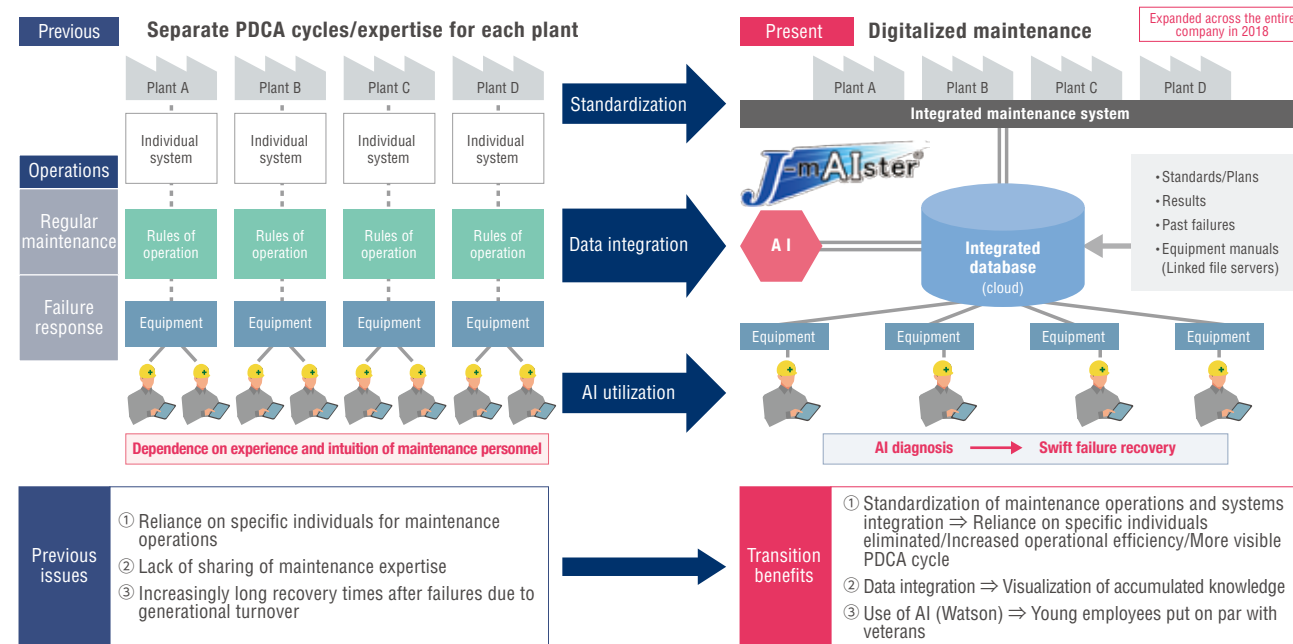 Previous
Separate PDCA cycles/expertise for each plant
Plant A
Plant B
Plant C
Plant D
Individual
system
Individual
system
Individual
system
Individual
system
Operations
Regular
maintenance
Rules of
operation
Rules of
operation
Rules of
operation
Rules of
operation
Failure
response
Equipment
Equipment
Equipment
Equipment
Dependence on experience and intuition of maintenance personnel
Standardization
Data integration
AI utilization
Present
Digitalized maintenance
Expanded across the entire
company in 2018
Plant A
Plant B
Plant C
Plant D
Integrated maintenance system
J-mAIster®
AI
Integrated
database
(cloud)
・Standards/Plans
・Results
・Past failures
・Equipment manuals
(Linked file servers)
Equipment
Equipment
Equipment
Equipment
AI diagnosis → Swift failure recovery
Previous
issues
① Reliance on specific individuals for maintenance
operations
② Lack of sharing of maintenance expertise
③ Increasingly long recovery times after failures due to
generational turnover
Transition
benefits
① Standardization of maintenance operations and systems
integration ⇒ Reliance on specific individuals
eliminated/Increased operational efficiency/More visible
PDCA cycle
② Data integration ⇒ Visualization of accumulated knowledge
③ Use of AI (Watson) ⇒ Young employees put on par with
veterans